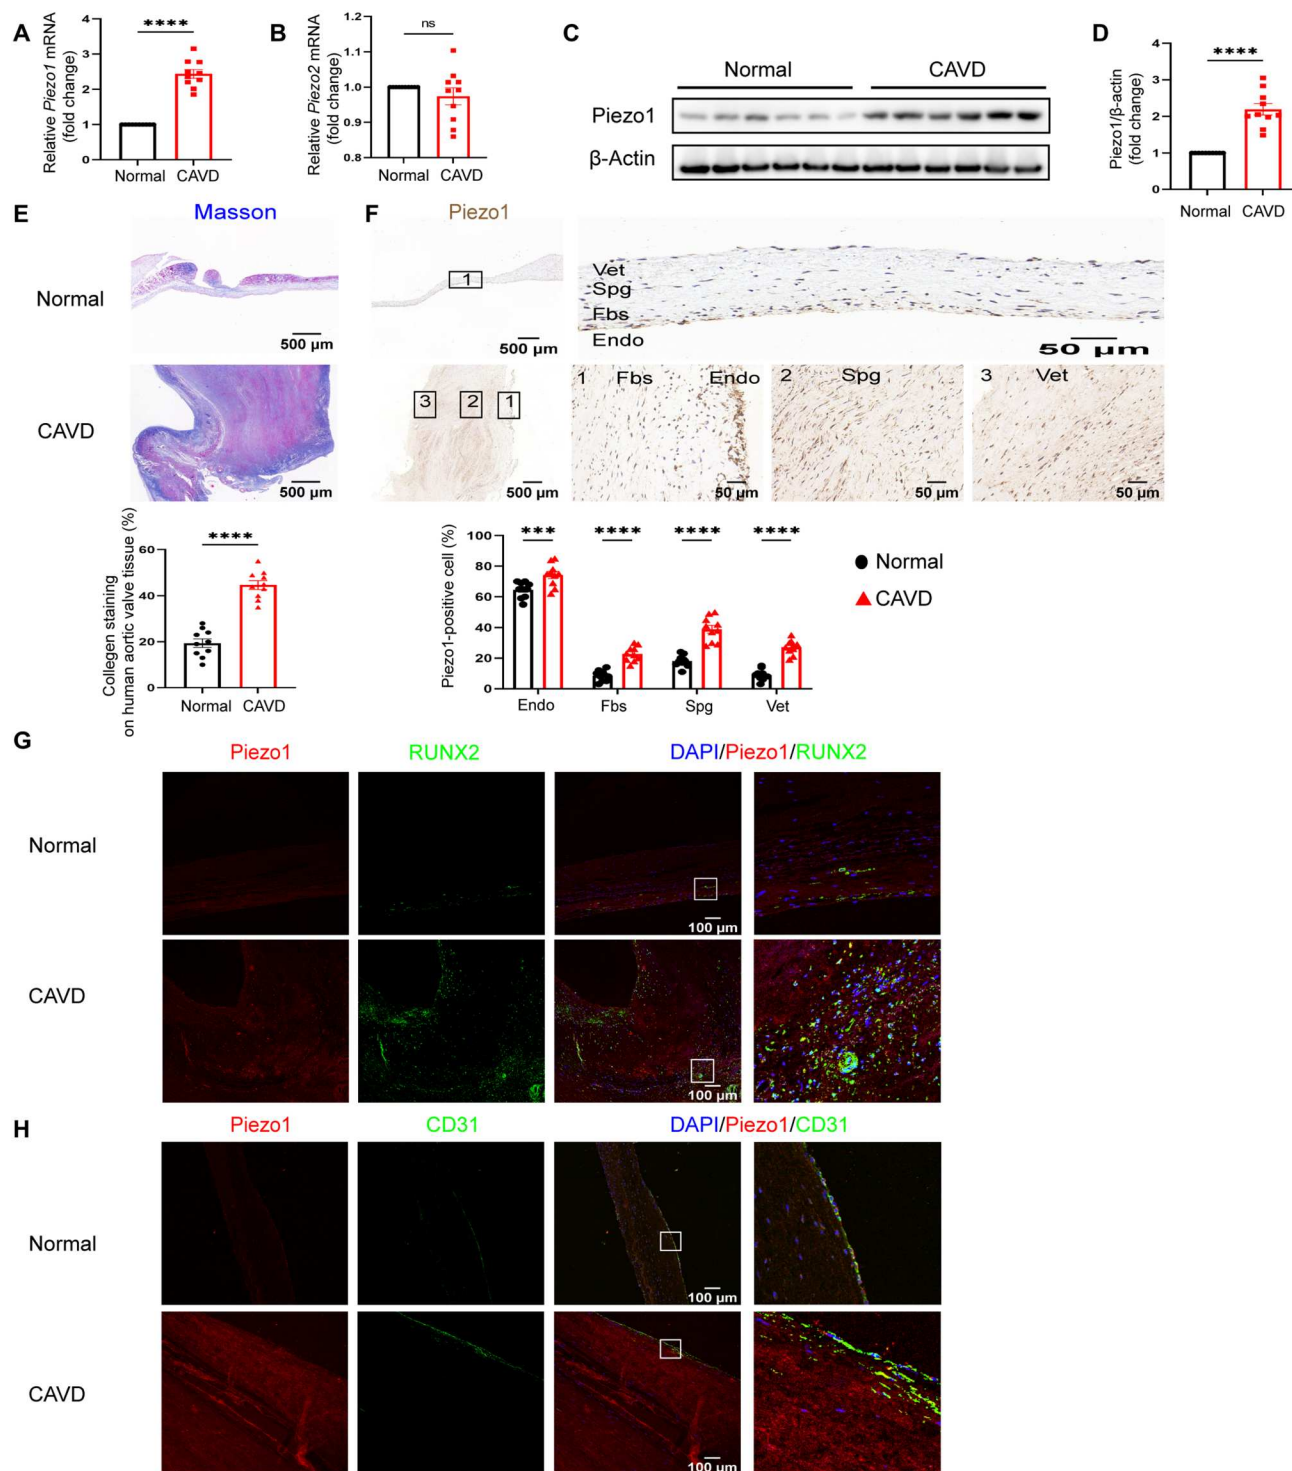 A
Relative Piezo1 mRNA
(fold change)
4
3
2
1
0
****
Normal CAVD
B
Relative Piezo2 mRNA
(fold change)
1.2
1.1
1.0
0.9
0.8
ns
Normal CAVD
C
Normal CAVD
Piezo1
β-Actin
D
Piezo1/β-actin
(fold change)
4
3
2
1
0
****
Normal CAVD
E
Masson
Normal
500 μm
CAVD
500 μm
Collegen staining
on human aortic valve tissue (%)
60
40
20
0
****
Normal CAVD
F
Piezo1
1
500 μm
Vet
Spg
Fbs
Endo
50 μm
3 2 1
500 μm
1 Fbs Endo
50 μm
2 Spg
50 μm
3 Vet
50 μm
Piezo1-positive cell (%)
100
80
60
40
20
0
*** **** **** ****
Endo Fbs Spg Vet
Normal
CAVD
G
Piezo1 RUNX2 DAPI/Piezo1/RUNX2
Normal
100 μm
CAVD
100 μm
H
Piezo1 CD31 DAPI/Piezo1/CD31
Normal
100 μm
CAVD
100 μm